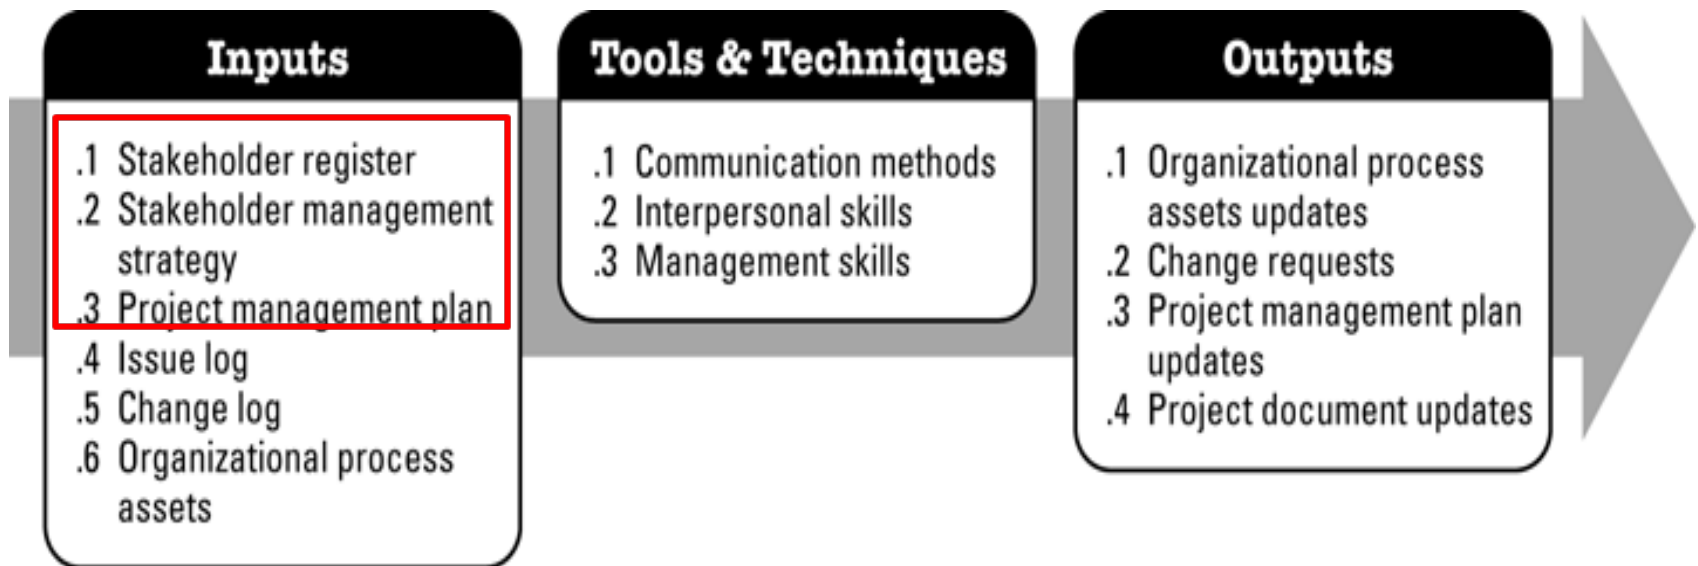 Inputs
.1 Stakeholder register
.2 Stakeholder management
strategy
.3 Project management plan
.4 Issue log
.5 Change log
.6 Organizational process
assets
Tools & Techniques
.1 Communication methods
.2 Interpersonal skills
.3 Management skills
Outputs
.1 Organizational process
assets updates
.2 Change requests
.3 Project management plan
updates
.4 Project document updates